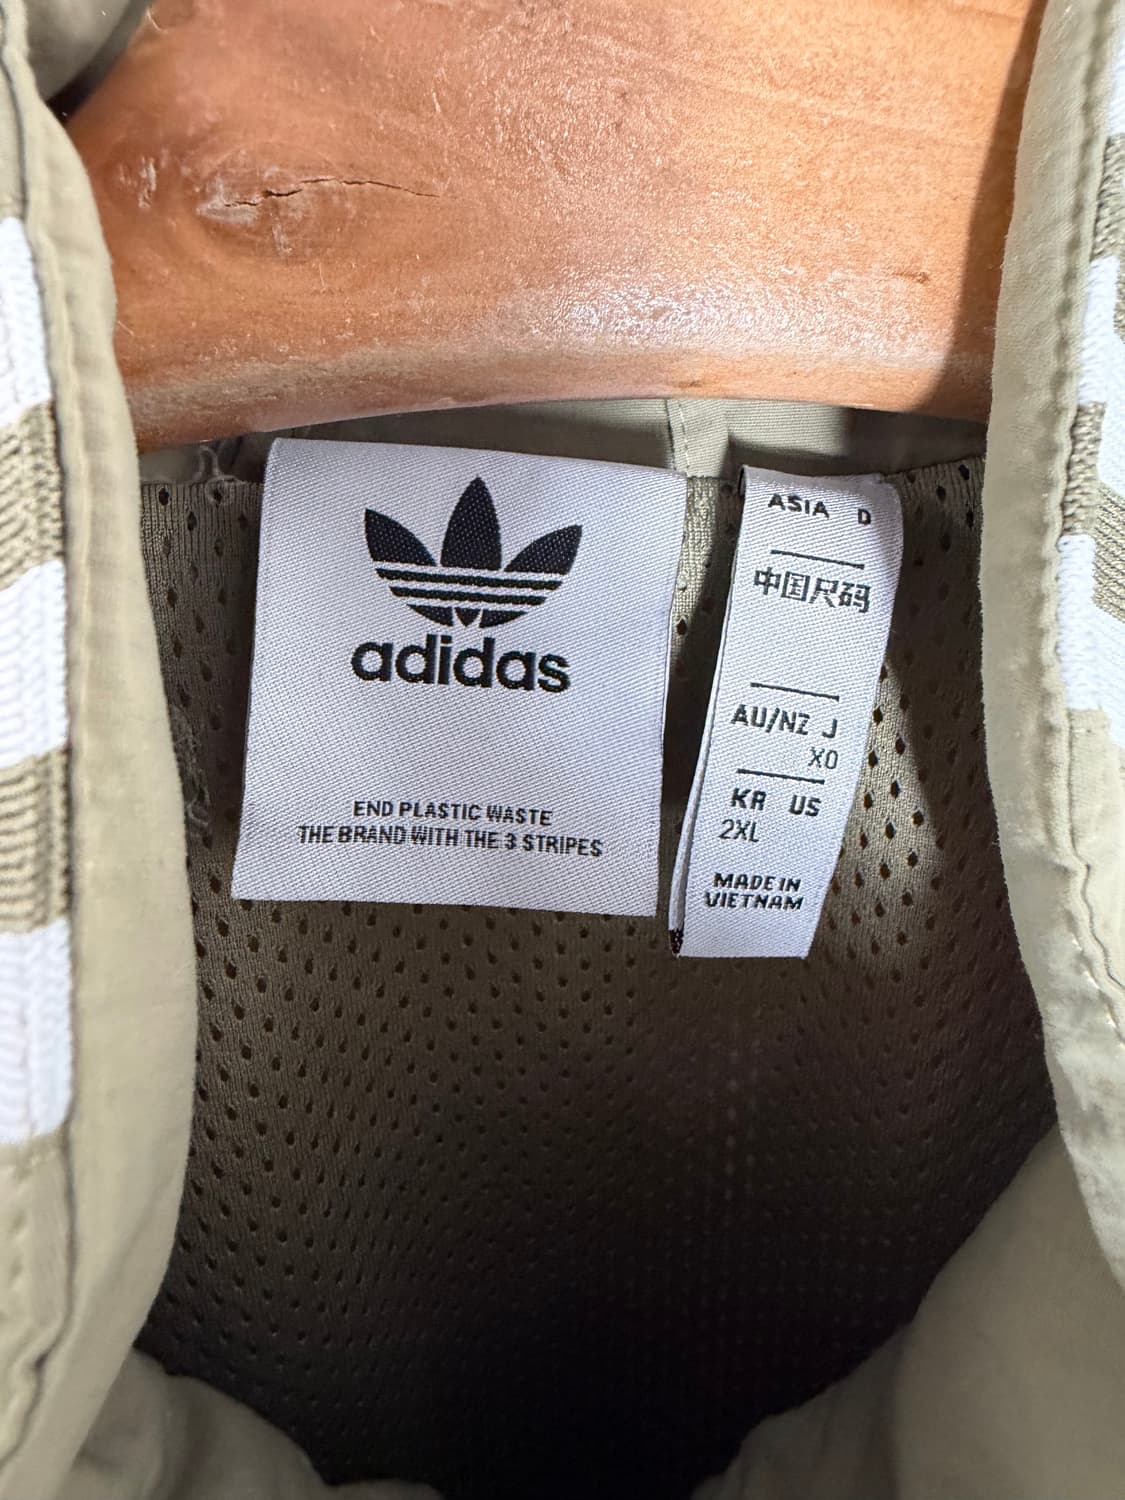 adidas
END PLASTIC WASTE
THE BRAND WITH THE 3 STRIPES
ASIA D
中国尺码
AU/NZ J
XO
KR US
2XL
MADE IN
VIETNAM